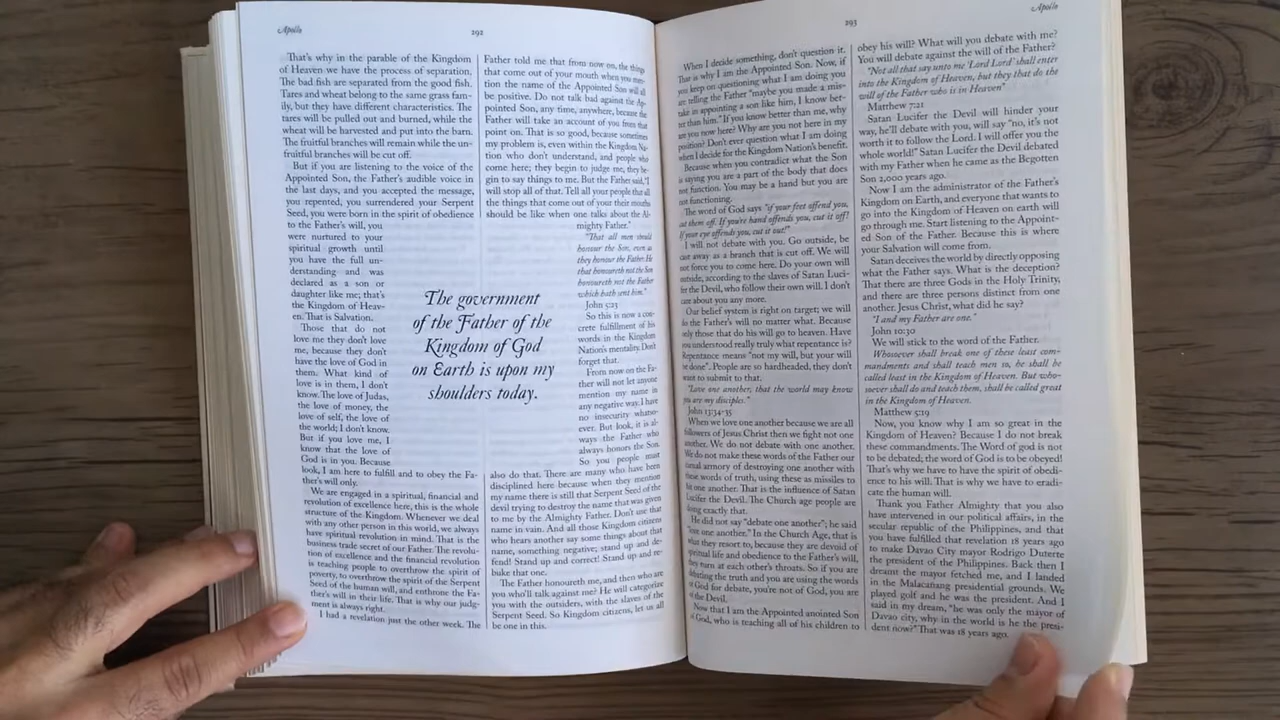 Apollo
292
That's why in the parable of the Kingdom
of Heaven we have the process of separation.
The bad fish are separated from the good fish.
Tares and wheat belong to the same grass fam-
ily, but they have different characteristics. The
tares will be pulled out and burned, while the
wheat will be harvested and put into the barn.
The fruitful branches will remain while the un-
fruitful branches will be cut off.
But if you are listening to the voice of the
Appointed Son, the Father's audible voice in
the last days, and you accepted the message,
you repented, you surrendered your Serpent
Seed, you were born in the spirit of obedience
to the Father's will, you
were nurtured to your
spiritual growth until
you have the full un-
derstanding and was
declared as a son or
daughter like me; that's
the Kingdom of Heav-
en. That is Salvation.
Those that do not
love me they don't love
me, because they don't
have the love of God in
them. What kind of
love is in them, I don't
know. The love of Judas,
the love of money, the
love of self, the love of
the world; I don't know.
But if you love me, I
know that the love of
God is in you. Because
look, I am here to fulfill and to obey the Fa-
ther's will only.
We are engaged in a spiritual, financial and
revolution of excellence here, this is the whole
structure of the Kingdom. Whenever we deal
with any other person in this world, we always
have spiritual revolution in mind. That is the
business trade secret of our Father. The revolu-
tion of excellence and the financial revolution
is teaching people to overthrow the spirit of
poverty, to overthrow the spirit of the Serpent
Seed of the human will, and enthrone the Fa-
ther's will in their life. That is why our judg-
ment is always right.
I had a revelation just the other week. The
The government
of the Father of the
Kingdom of God
on Earth is upon my
shoulders today.
Father told me that from now on, the things
that come out of your mouth when you men-
tion the name of the Appointed Son will all
be positive. Do not talk bad against the Ap-
pointed Son, any time, anywhere, because the
Father will take an account of you from that
point on. That is so good, because sometimes
my problem is, even within the Kingdom Na-
tion who don't understand, and people who
come here; they begin to judge me, they be-
gin to say things to me. But the Father said, "I
will stop all of that. Tell all your people that all
the things that come out of their mouths
should be like when one talks about the Al-
mighty Father."
"That all men should
honour the Son, even as
they honour the Father. He
that honoureth not the Son
honoureth not the Father
which hath sent him."
John 5:23
So this is now a con-
crete fulfillment of his
words in the Kingdom
Nation's mentality. Don't
forget that.
From now on the Fa-
ther will not let anyone
mention my name in
any negative way. I have
no insecurity whatso-
ever. But look, it is al-
ways the Father who
always honors the Son.
So you people must
also do that. There are many who have been
disciplined here because when they mention
my name there is still that Serpent Seed of the
devil trying to destroy the name that was given
to me by the Almighty Father. Don't use that
name in vain. And all those Kingdom citizens
who hears another say some things about that
name, something negative; stand up and de-
fend! Stand up and correct! Stand up and re-
buke that one.
The Father honoureth me, and then who are
you who'll talk against me? He will categorize
you with the outsiders, with the slaves of the
Serpent Seed. So Kingdom citizens, let us all
be one in this.
293
Apollo
When I decide something, don't question it.
That is why I am the Appointed Son. Now, if
you keep on questioning what I am doing you
are telling the Father "maybe you made a mis-
take in appointing a son like him, I know bet-
ter than him." If you know better than me, why
are you now here? Why are you not here in my
position? Don't ever question what I am doing
when I decide for the Kingdom Nation's benefit.
Because when you contradict what the Son
is saying you are a part of the body that does
not function. You may be a hand but you are
not functioning.
The word of God says "if your feet offend you,
cut them off. If you're hand offends you, cut it off!
If your eye offends you, cut it out!"
I will not debate with you. Go outside, be
cut away as a branch that is cut off. We will
not force you to come here. Do your own will
outside, according to the slaves of Satan Luci-
fer the Devil, who follow their own will. I don't
care about you any more.
Our belief system is right on target; we will
do the Father's will no matter what. Because
only those that do his will go to heaven. Have
you understood really truly what repentance is?
Repentance means "not my will, but your will
be done". People are so hardheaded, they don't
want to submit to that.
"Love one another, that the world may know
you are my disciples."
John 13:34-35
When we love one another because we are all
followers of Jesus Christ then we fight not one
another. We do not debate with one another.
We do not make these words of the Father our
carnal armory of destroying one another with
these words of truth, using these as missiles to
hit one another. That is the influence of Satan
Lucifer the Devil. The Church age people are
doing exactly that.
He did not say "debate one another"; he said
"love one another." In the Church Age, that is
what they resort to, because they are devoid of
spiritual life and obedience to the Father's will,
they turn at each other's throats. So if you are
debating the truth and you are using the words
of God for debate, you're not of God, you are
of the Devil.
Now that I am the Appointed anointed Son
of God, who is teaching all of his children to
obey his will? What will you debate with me?
You will debate against the will of the Father?
"Not all that say unto me 'Lord Lord' shall enter
into the Kingdom of Heaven, but they that do the
will of the Father who is in Heaven"
Matthew 7:21
Satan Lucifer the Devil will hinder your
way, he'll debate with you, will say "no, it's not
worth it to follow the Lord. I will offer you the
whole world!" Satan Lucifer the Devil debated
with my Father when he came as the Begotten
Son 2,000 years ago.
Now I am the administrator of the Father's
Kingdom on Earth, and everyone that wants to
go into the Kingdom of Heaven on earth will
go through me. Start listening to the Appoint-
ed Son of the Father. Because this is where
your Salvation will come from.
Satan deceives the world by directly opposing
what the Father says. What is the deception?
That there are three Gods in the Holy Trinity,
and there are three persons distinct from one
another. Jesus Christ, what did he say?
"I and my Father are one."
John 10:30
We will stick to the word of the Father.
Whosoever shall break one of these least com-
mandments and shall teach men so, he shall be
called least in the Kingdom of Heaven. But who-
soever shall do and teach them, shall be called great
in the Kingdom of Heaven.
Matthew 5:19
Now, you know why I am so great in the
Kingdom of Heaven? Because I do not break
these commandments. The Word of god is not
to be debated; the word of God is to be obeyed!
That's why we have to have the spirit of obedi-
ence to his will. That is why we have to eradi-
cate the human will.
Thank you Father Almighty that you also
have intervened in our political affairs, in the
secular republic of the Philippines, and that
you have fulfilled that revelation 18 years ago
to make Davao City mayor Rodrigo Duterte
the president of the Philippines. Back then I
dreamt the mayor fetched me, and I landed
in the Malacañang presidential grounds. We
played golf and he was the president. And I
said in my dream, "he was only the mayor of
Davao city, why in the world is he the presi-
dent now?" That was 18 years ago.